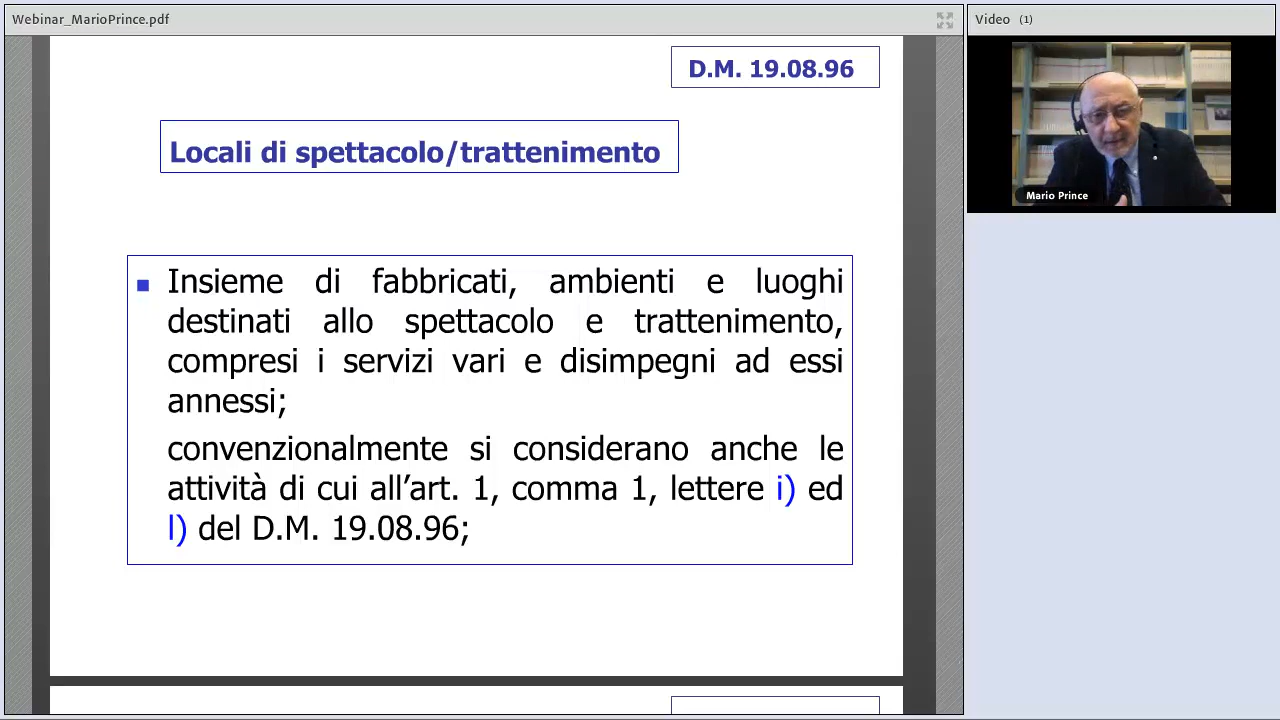 Webinar_MarioPrince.pdf
Video (1)
D.M. 19.08.96
Locali di spettacolo/trattenimento
Insieme di fabbricati, ambienti e luoghi
destinati allo spettacolo e trattenimento,
compresi i servizi vari e disimpegni ad essi
annessi;
convenzionalmente si considerano anche le
attività di cui all’art. 1, comma 1, lettere i) ed
l) del D.M. 19.08.96;
Mario Prince